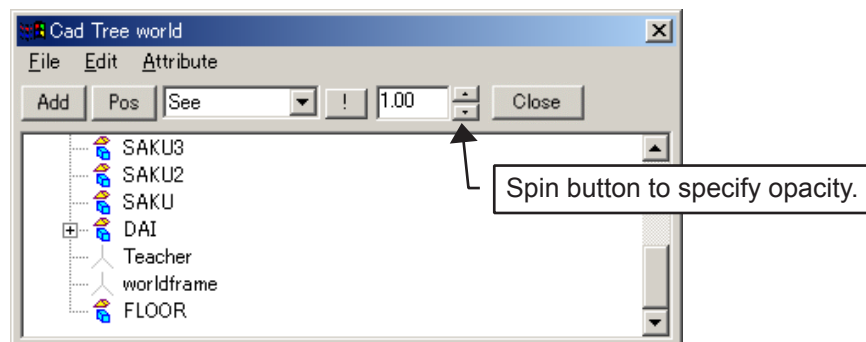 Cad Tree world
File Edit Attribute
Add Pos See ! 1.00 Close
SAKU3
SAKU2
SAKU
DAI
Teacher
worldframe
FLOOR
Spin button to specify opacity.